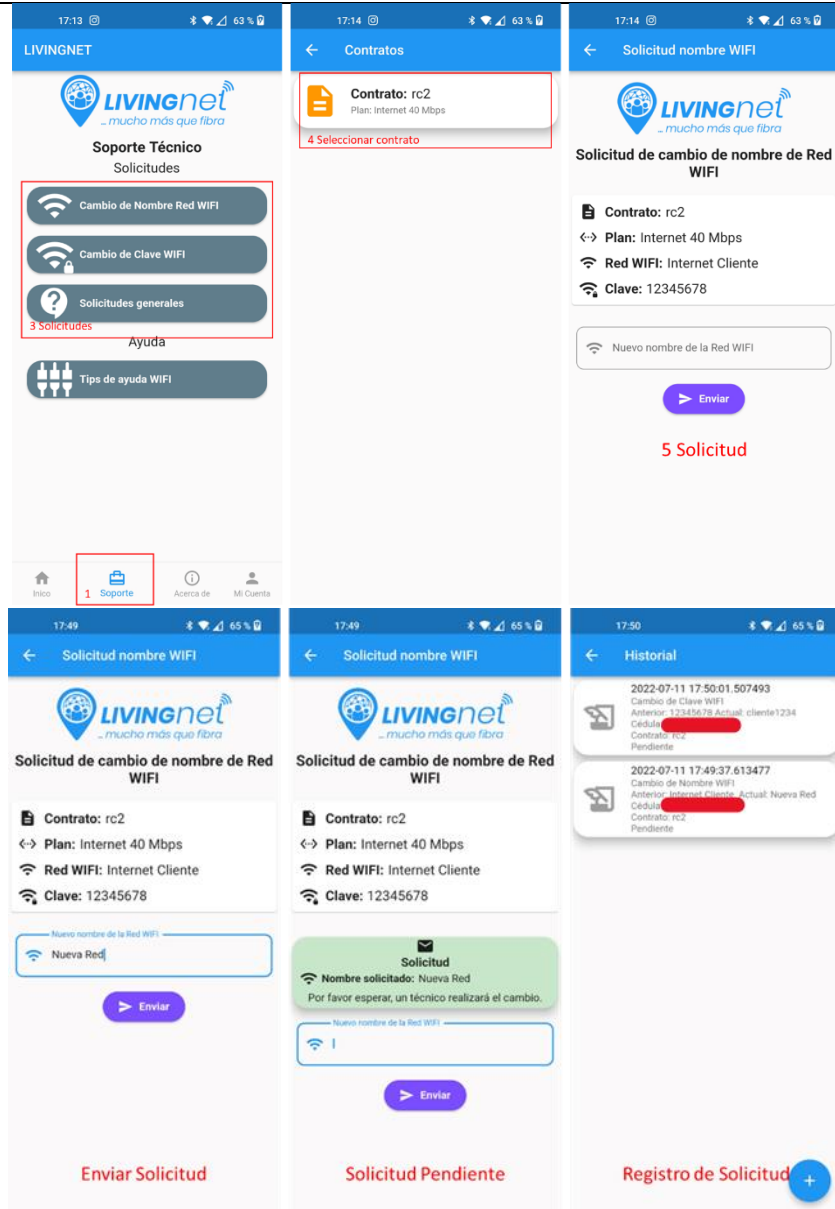 17:13
63 %
LIVINGNET
LIVINGnet
... mucho más que fibra
Soporte Técnico
Solicitudes
Cambio de Nombre Red WIFI
Cambio de Clave WIFI
Solicitudes generales
3 Solicitudes
Ayuda
Tips de ayuda WIFI
Inico
1 Soporte
Acerca de
Mi Cuenta
17:14
63 %
Contratos
Contrato: rc2
Plan: Internet 40 Mbps
4 Seleccionar contrato
17:14
63 %
Solicitud nombre WIFI
LIVINGnet
... mucho más que fibra
Solicitud de cambio de nombre de Red
WIFI
Contrato: rc2
Plan: Internet 40 Mbps
Red WIFI: Internet Cliente
Clave: 12345678
Nuevo nombre de la Red WIFI
Enviar
5 Solicitud
17:49
65 %
Solicitud nombre WIFI
LIVINGnet
... mucho más que fibra
Solicitud de cambio de nombre de Red
WIFI
Contrato: rc2
Plan: Internet 40 Mbps
Red WIFI: Internet Cliente
Clave: 12345678
Nuevo nombre de la Red WIFI
Nueva Red
Enviar
Enviar Solicitud
17:49
65 %
Solicitud nombre WIFI
LIVINGnet
... mucho más que fibra
Solicitud de cambio de nombre de Red
WIFI
Contrato: rc2
Plan: Internet 40 Mbps
Red WIFI: Internet Cliente
Clave: 12345678
Solicitud
Nombre solicitado: Nueva Red
Por favor esperar, un técnico realizará el cambio.
Nuevo nombre de la Red WIFI
Enviar
Solicitud Pendiente
17:50
65 %
Historial
2022-07-11 17:50:01.507493
Cambio de Clave WIFI
Anterior: 12345678 Actual: cliente1234
Cédula
Contrato: rc2
Pendiente
2022-07-11 17:49:37.613477
Cambio de Nombre WIFI
Anterior: Internet Cliente Actual: Nueva Red
Cédula
Contrato: rc2
Pendiente
Registro de Solicitud
+